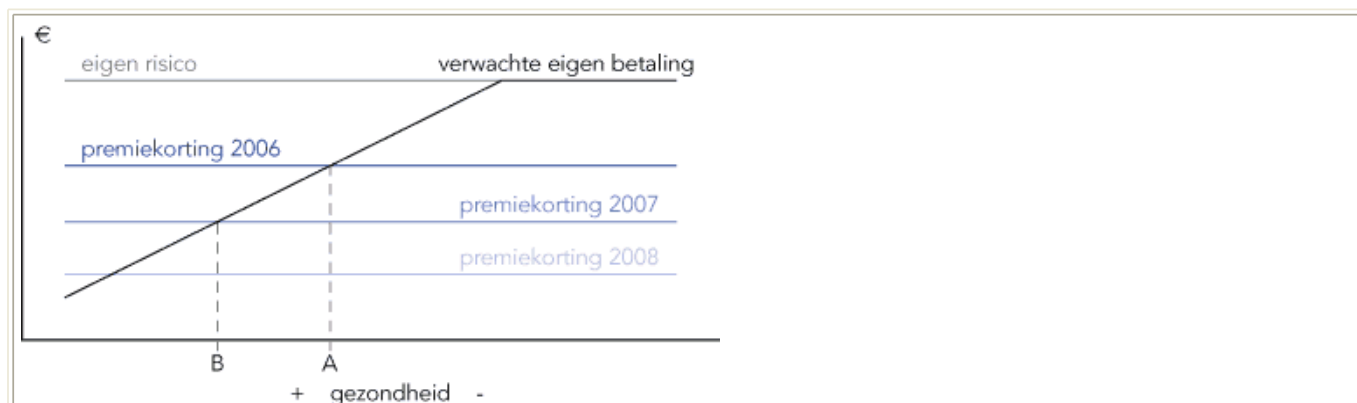 €
eigen risico
verwachte eigen betaling
premiekorting 2006
premiekorting 2007
premiekorting 2008
B
A
+ gezondheid -